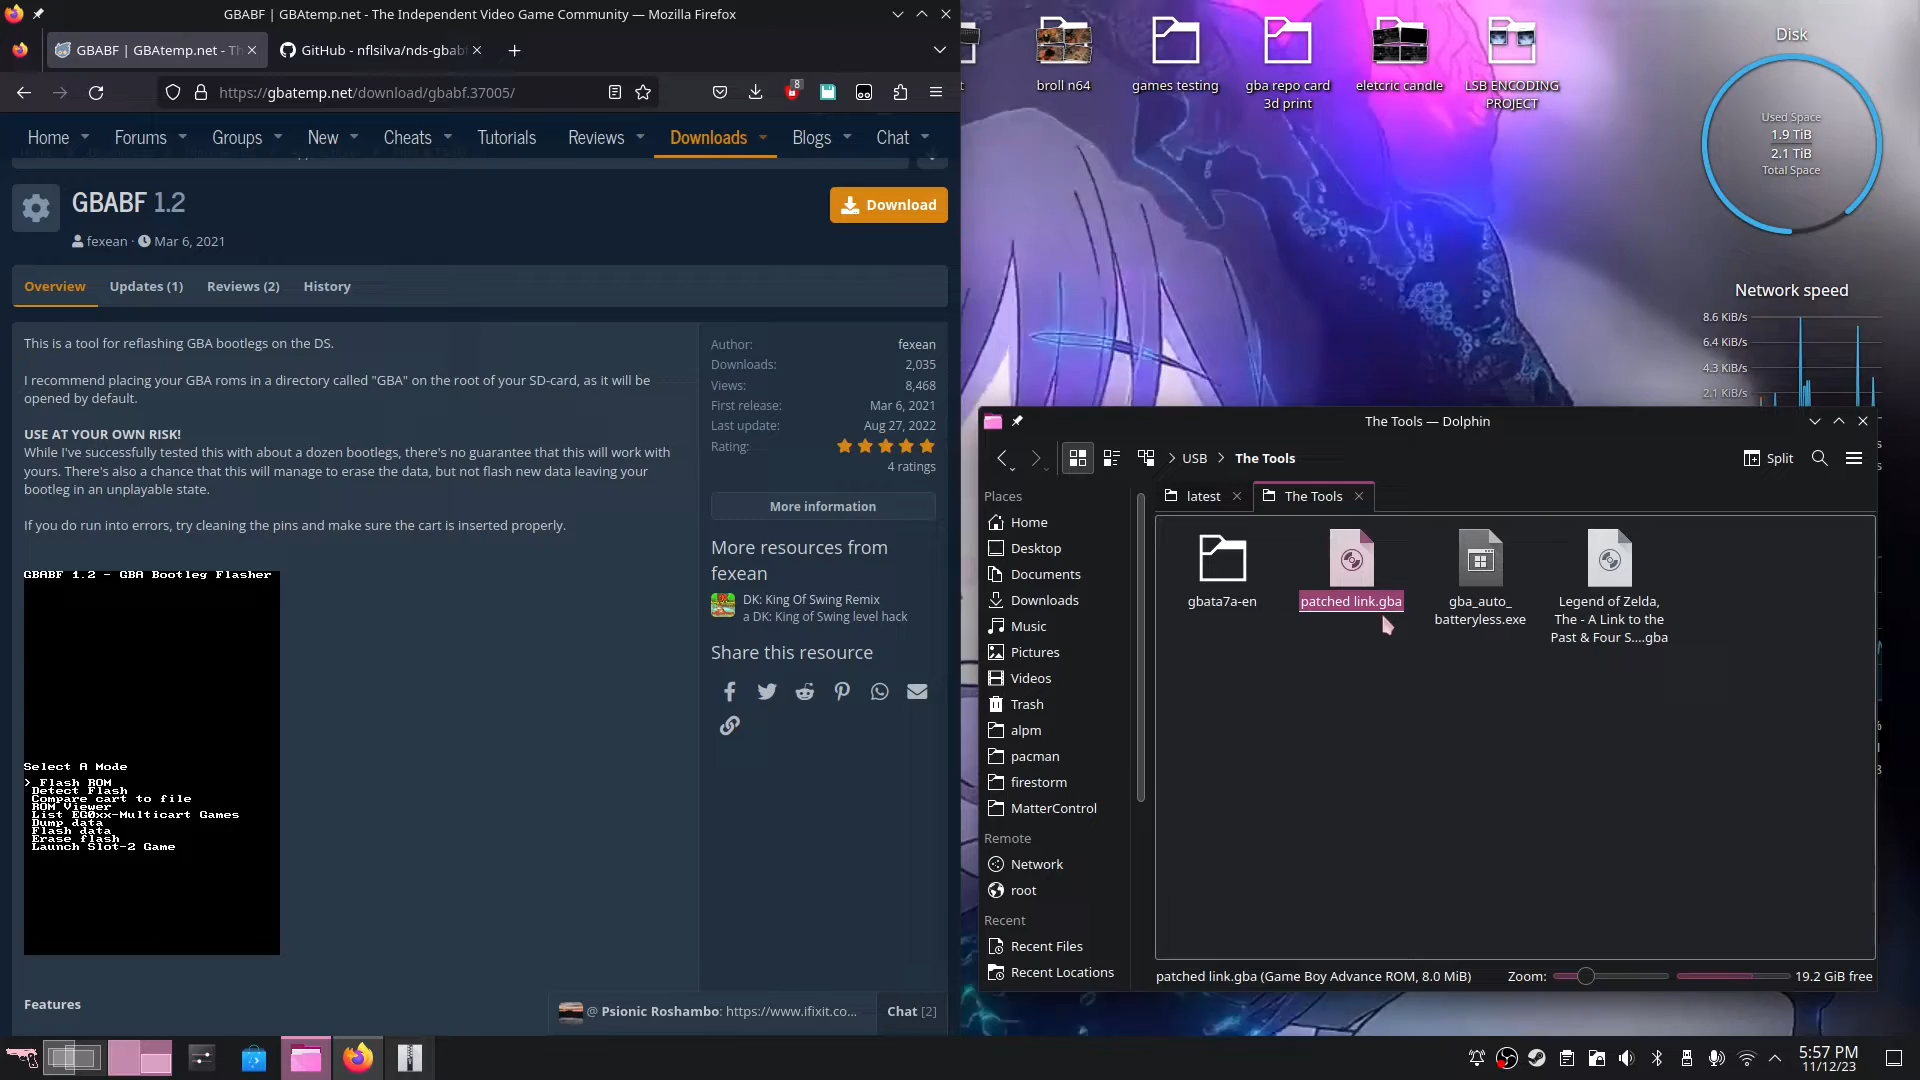 GBABF | GBAtemp.net - The Independent Video Game Community — Mozilla Firefox
GBABF | GBAtemp.net - Th
GitHub - nflsilva/nds-gbabf
https://gbatemp.net/download/gbabf.37005/
8
Home
Forums
Groups
New
Cheats
Tutorials
Reviews
Downloads
Blogs
Chat
GBABF 1.2
Download
fexean · Mar 6, 2021
Overview
Updates (1)
Reviews (2)
History
This is a tool for reflashing GBA bootlegs on the DS.
I recommend placing your GBA roms in a directory called "GBA" on the root of your SD-card, as it will be
opened by default.
USE AT YOUR OWN RISK!
While I've successfully tested this with about a dozen bootlegs, there's no guarantee that this will work with
yours. There's also a chance that this will manage to erase the data, but not flash new data leaving your
bootleg in an unplayable state.
If you do run into errors, try cleaning the pins and make sure the cart is inserted properly.
GBABF 1.2 - GBA Bootleg Flasher
Select A Mode
> Flash ROM
Detect Flash
Compare cart to file
ROM Viewer
List EG0xx-Multicart Games
Dump data
Flash data
Erase flash
Launch Slot-2 Game
Features
Author: fexean
Downloads: 2,035
Views: 8,468
First release: Mar 6, 2021
Last update: Aug 27, 2022
Rating:
4 ratings
More information
More resources from
fexean
DK: King Of Swing Remix
a DK: King of Swing level hack
Share this resource
@ Psionic Roshambo: https://www.ifixit.co...
Chat [2]
t
broll n64
games testing
gba repo card
3d print
eletcric candle
LSB ENCODING
PROJECT
Disk
Used Space
1.9 TiB
2.1 TiB
Total Space
Network speed
8.6 KiB/s
6.4 KiB/s
4.3 KiB/s
2.1 KiB/s
The Tools — Dolphin
USB
The Tools
Split
Places
Home
Desktop
Documents
Downloads
Music
Pictures
Videos
Trash
alpm
pacman
firestorm
MatterControl
Remote
Network
root
Recent
Recent Files
Recent Locations
latest
The Tools
gbata7a-en
patched link.gba
gba_auto_
batteryless.exe
Legend of Zelda,
The - A Link to the
Past & Four S....gba
patched link.gba (Game Boy Advance ROM, 8.0 MiB)
Zoom:
19.2 GiB free
5:57 PM
11/12/23